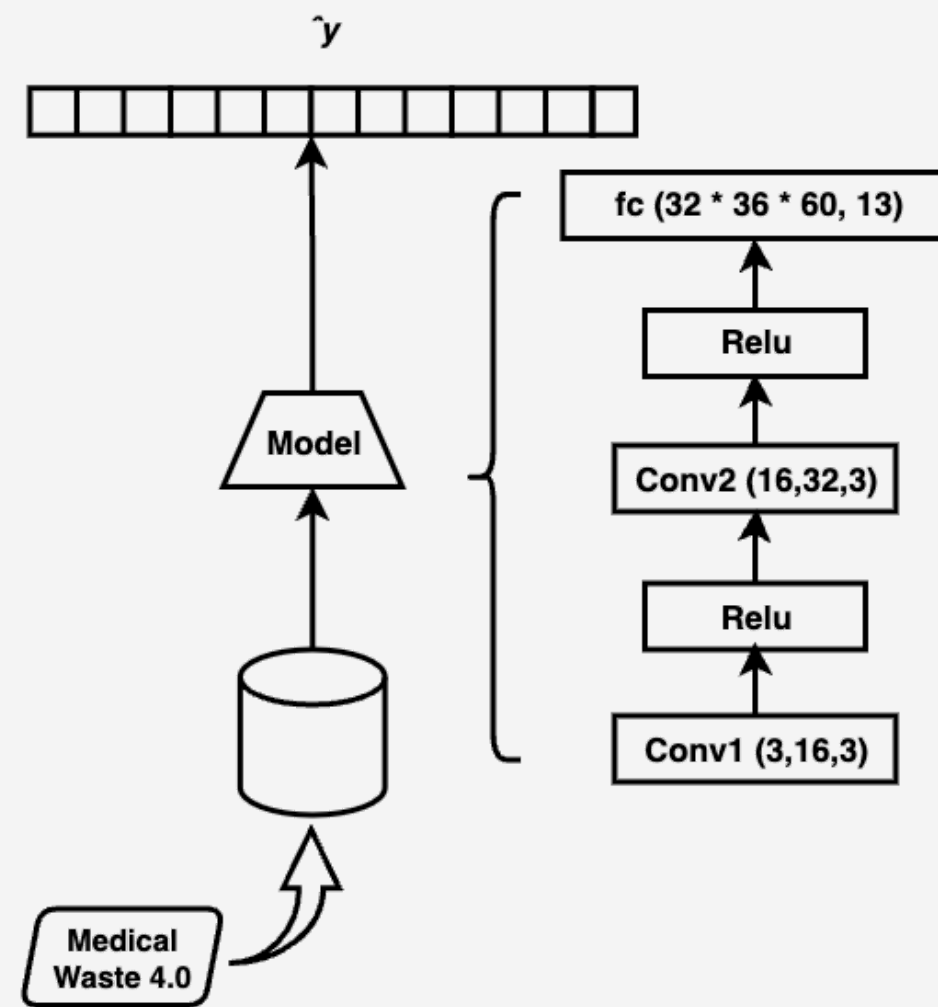 ˆy
fc (32 * 36 * 60, 13)
Relu
Model
Conv2 (16,32,3)
Relu
Conv1 (3,16,3)
Medical
Waste 4.0